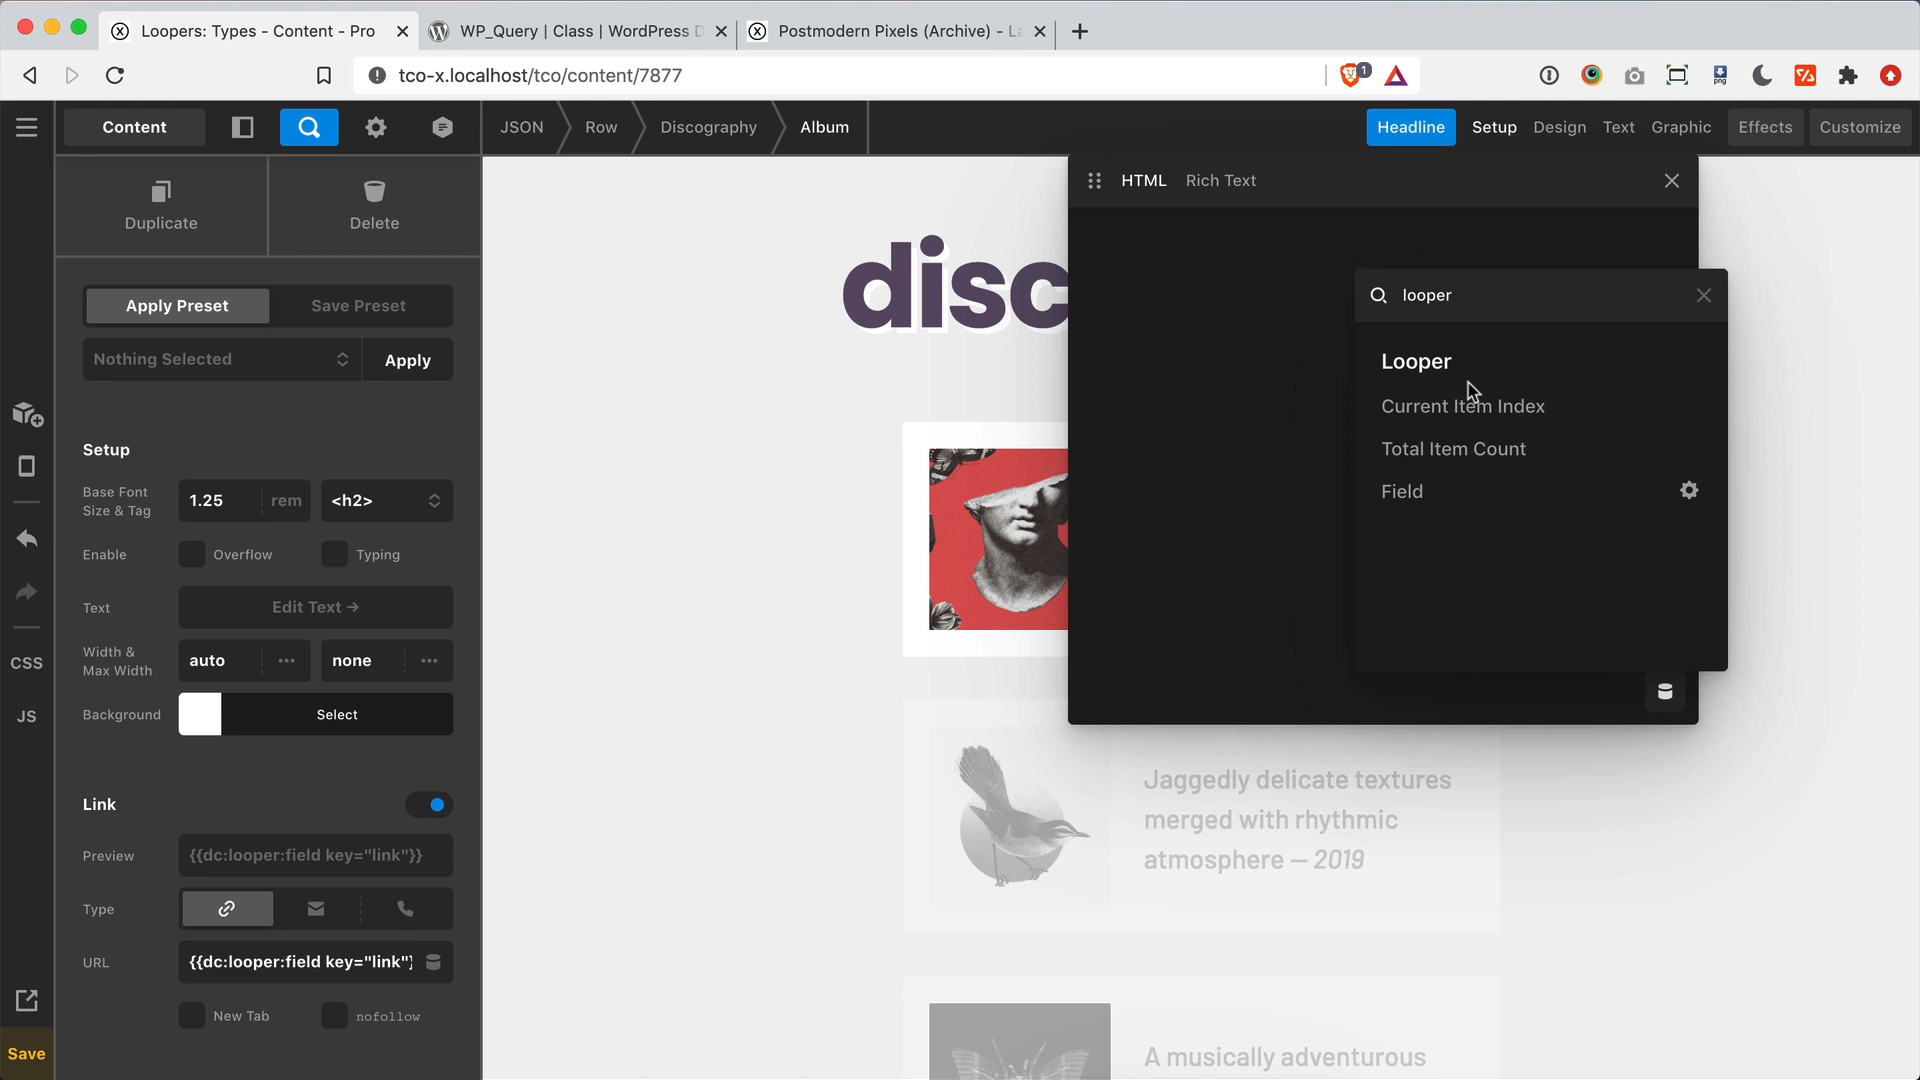 Loopers: Types - Content - Pro
WP_Query | Class | WordPress D
Postmodern Pixels (Archive) - La
tco-x.localhost/tco/content/7877
1
png
Content
JSON
Row
Discography
Album
Headline
Setup
Design
Text
Graphic
Effects
Customize
Duplicate
Delete
HTML
Rich Text
disc
looper
Looper
Current Item Index
Total Item Count
Field
Apply Preset
Save Preset
Nothing Selected
Apply
Setup
Base Font
Size & Tag
1.25
rem
<h2>
Enable
Overflow
Typing
Text
Edit Text →
Width &
Max Width
auto
none
Background
Select
Link
Preview
{{dc:looper:field key="link"}}
Type
URL
{{dc:looper:field key="link"}
New Tab
nofollow
CSS
JS
Save
Jaggedly delicate textures
merged with rhythmic
atmosphere — 2019
A musically adventurous